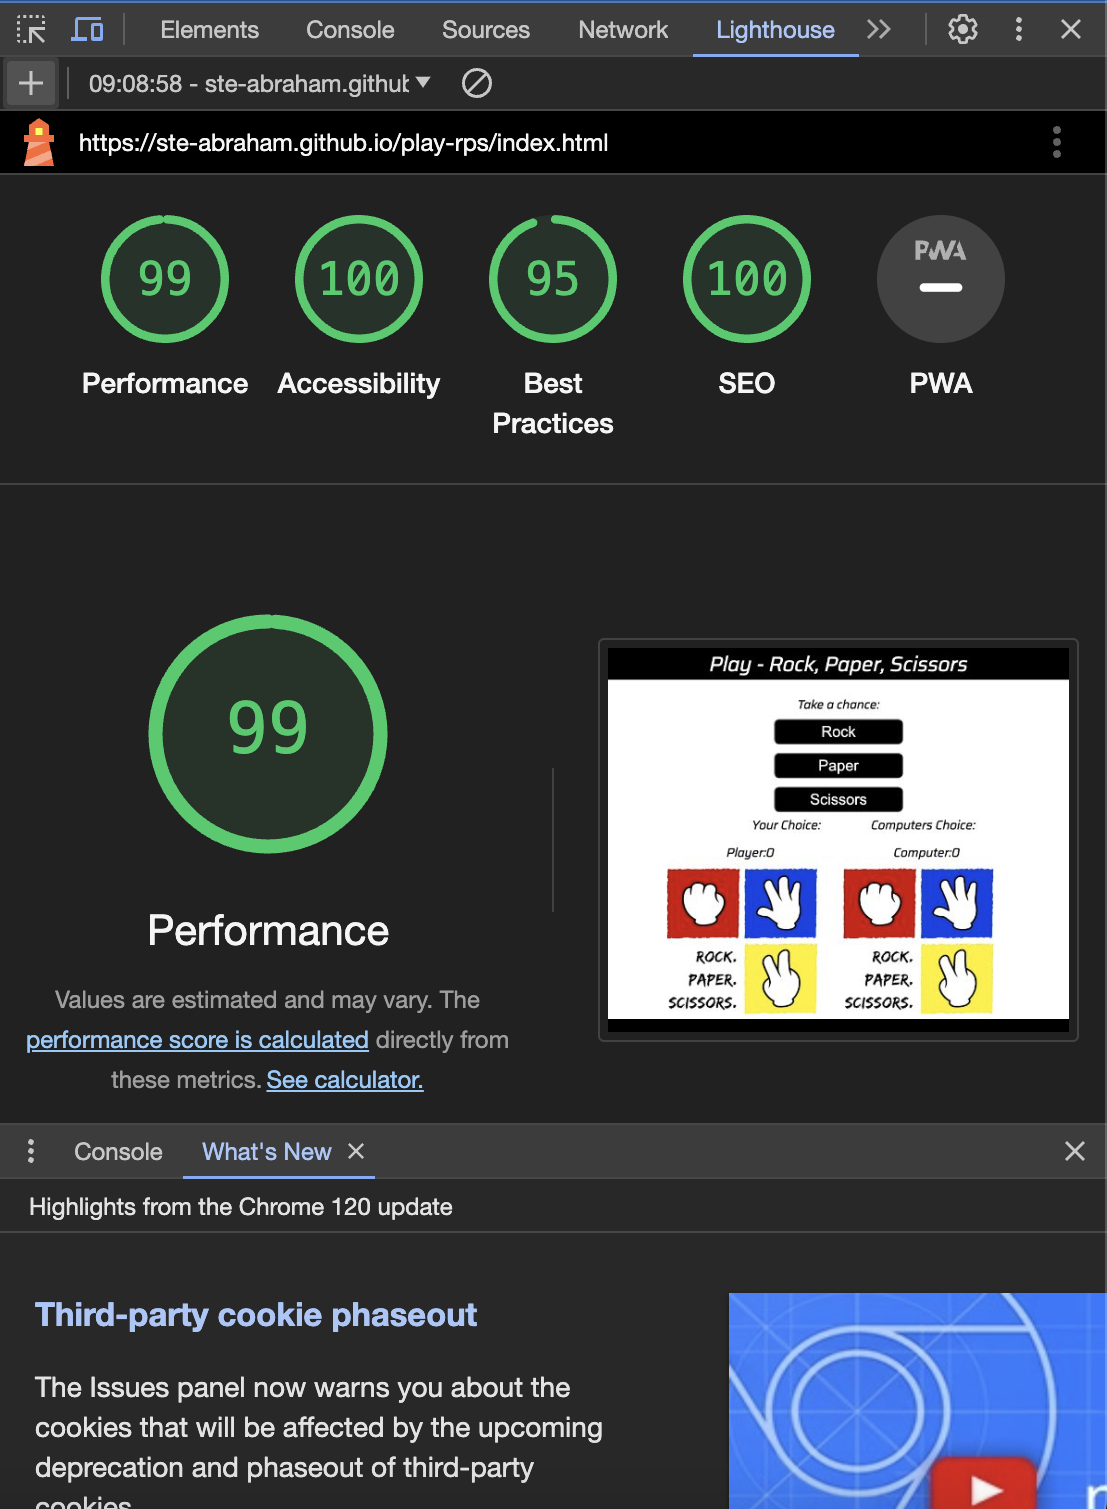 Elements Console Sources Network Lighthouse
09:08:58 - ste-abraham.github
https://ste-abraham.github.io/play-rps/index.html
99 100 95 100 PWA
Performance Accessibility Best Practices SEO PWA
99
Performance
Values are estimated and may vary. The
performance score is calculated directly from
these metrics. See calculator.
Play - Rock, Paper, Scissors
Take a chance:
Rock
Paper
Scissors
Your Choice: Computers Choice:
Player:0 Computer:0
ROCK. ROCK.
PAPER. PAPER.
SCISSORS. SCISSORS.
Console What's New
Highlights from the Chrome 120 update
Third-party cookie phaseout
The Issues panel now warns you about the
cookies that will be affected by the upcoming
deprecation and phaseout of third-party
cookies